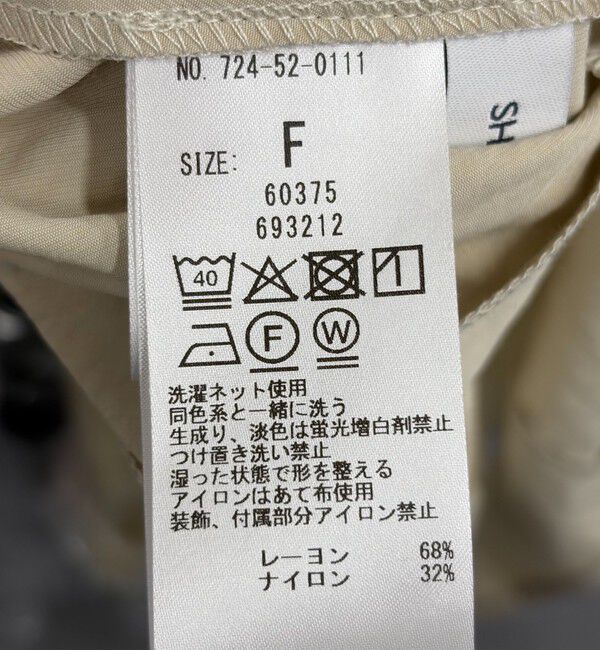 NO. 724-52-0111
SH
SIZE: F
60375
693212
40
F W
洗濯ネット使用
同色系と一緒に洗う
生成り、淡色は蛍光増白剤禁止
つけ置き洗い禁止
湿った状態で形を整える
アイロンはあて布使用
装飾、付属部分アイロン禁止
レーヨン 68%
ナイロン 32%